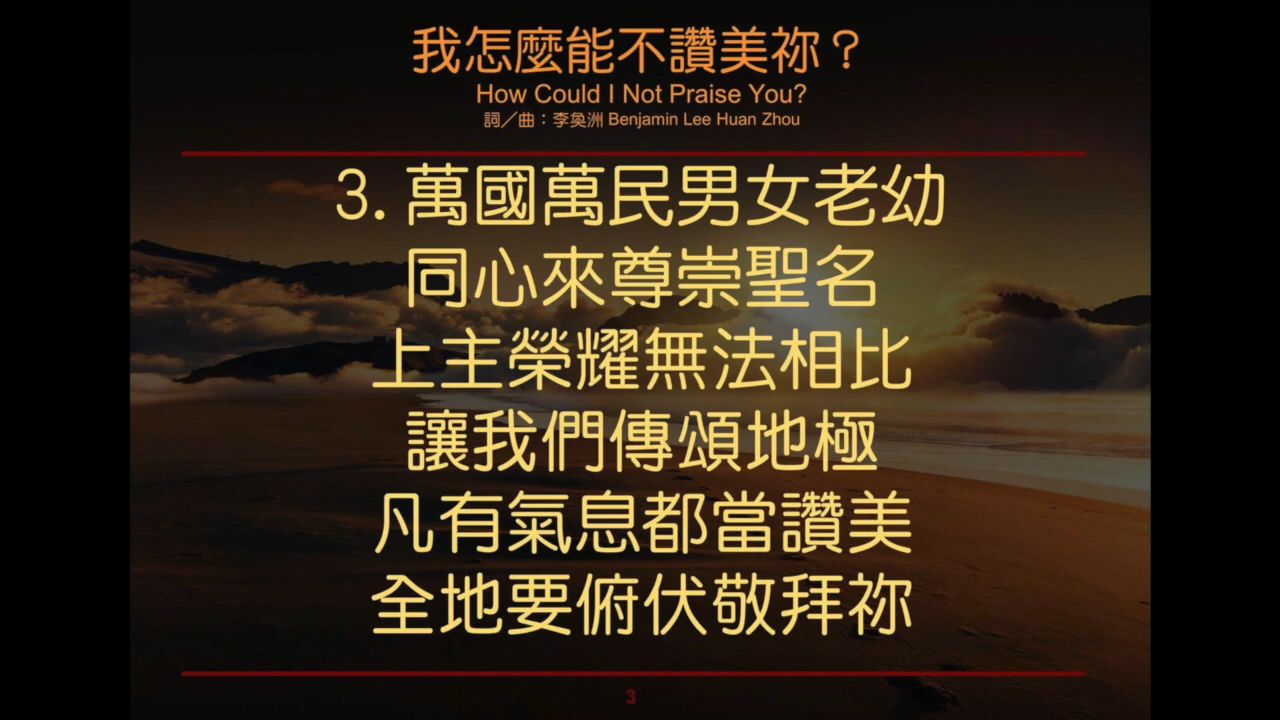 我怎麼能不讚美祢？
How Could I Not Praise You?
詞／曲：李奐洲 Benjamin Lee Huan Zhou
3. 萬國萬民男女老幼
同心來尊崇聖名
上主榮耀無法相比
讓我們傳頌地極
凡有氣息都當讚美
全地要俯伏敬拜祢
3